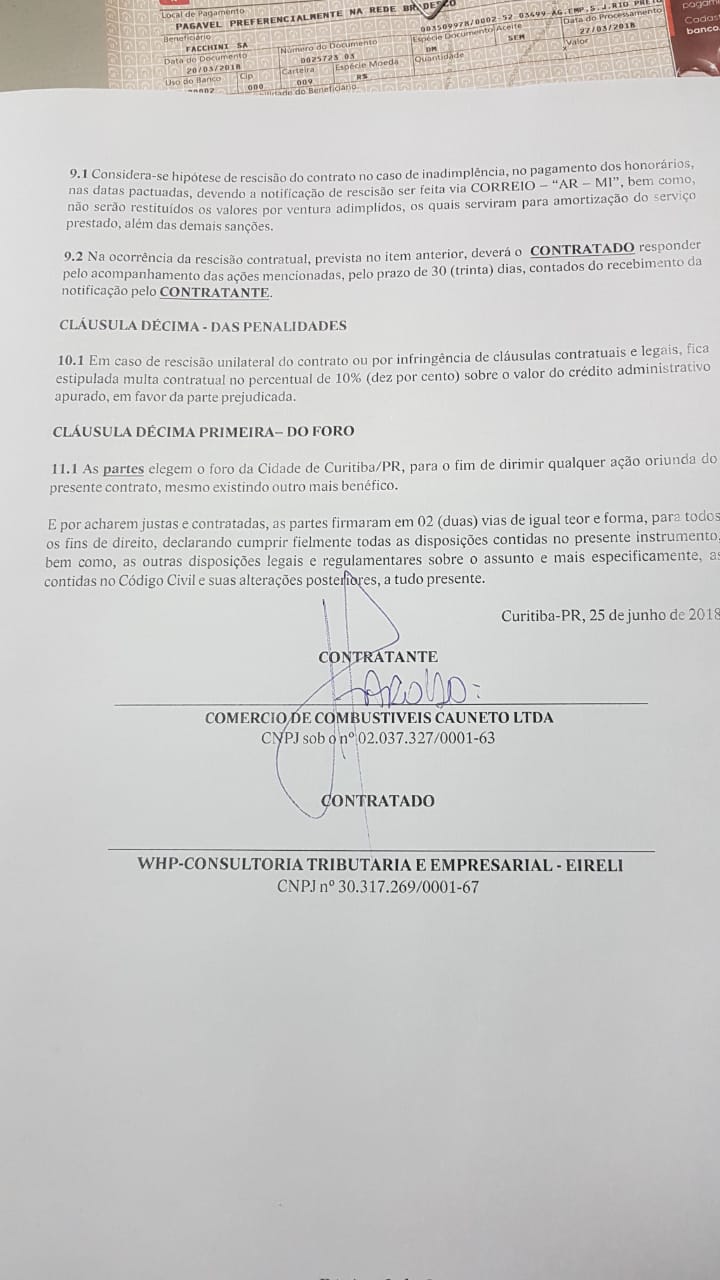 Local de Pagamento
PAGAVEL PREFERENCIALMENTE NA REDE
Beneficiário
FACCHINI SA
003509978/0002-52 03499 AG.EMP.S.J.RIO PRETO
Data do Documento
Número do Documento
Espécie Documento
Aceite
Data do Processamento
20/03/2018
0025723 03
DM
SEM
27/03/2018
Uso do Banco
Cip
Carteira
Espécie Moeda
Quantidade
Valor
000
009
R$
x
do Beneficiário
Cadas
banco.
9.1 Considera-se hipótese de rescisão do contrato no caso de inadimplência, no pagamento dos honorários,
nas datas pactuadas, devendo a notificação de rescisão ser feita via CORREIO – “AR – MI”, bem como,
não serão restituídos os valores por ventura adimplidos, os quais serviram para amortização do serviço
prestado, além das demais sanções.
9.2 Na ocorrência da rescisão contratual, prevista no item anterior, deverá o CONTRATADO responder
pelo acompanhamento das ações mencionadas, pelo prazo de 30 (trinta) dias, contados do recebimento da
notificação pelo CONTRATANTE.
CLÁUSULA DÉCIMA - DAS PENALIDADES
10.1 Em caso de rescisão unilateral do contrato ou por infringência de cláusulas contratuais e legais, fica
estipulada multa contratual no percentual de 10% (dez por cento) sobre o valor do crédito administrativo
apurado, em favor da parte prejudicada.
CLÁUSULA DÉCIMA PRIMEIRA– DO FORO
11.1 As partes elegem o foro da Cidade de Curitiba/PR, para o fim de dirimir qualquer ação oriunda do
presente contrato, mesmo existindo outro mais benéfico.
E por acharem justas e contratadas, as partes firmaram em 02 (duas) vias de igual teor e forma, para todos
os fins de direito, declarando cumprir fielmente todas as disposições contidas no presente instrumento,
bem como, as outras disposições legais e regulamentares sobre o assunto e mais especificamente, as
contidas no Código Civil e suas alterações posteriores, a tudo presente.
Curitiba-PR, 25 de junho de 2018
CONTRATANTE
COMERCIO DE COMBUSTIVEIS CAUNETO LTDA
CNPJ sob o nº 02.037.327/0001-63
CONTRATADO
WHP-CONSULTORIA TRIBUTARIA E EMPRESARIAL - EIRELI
CNPJ nº 30.317.269/0001-67